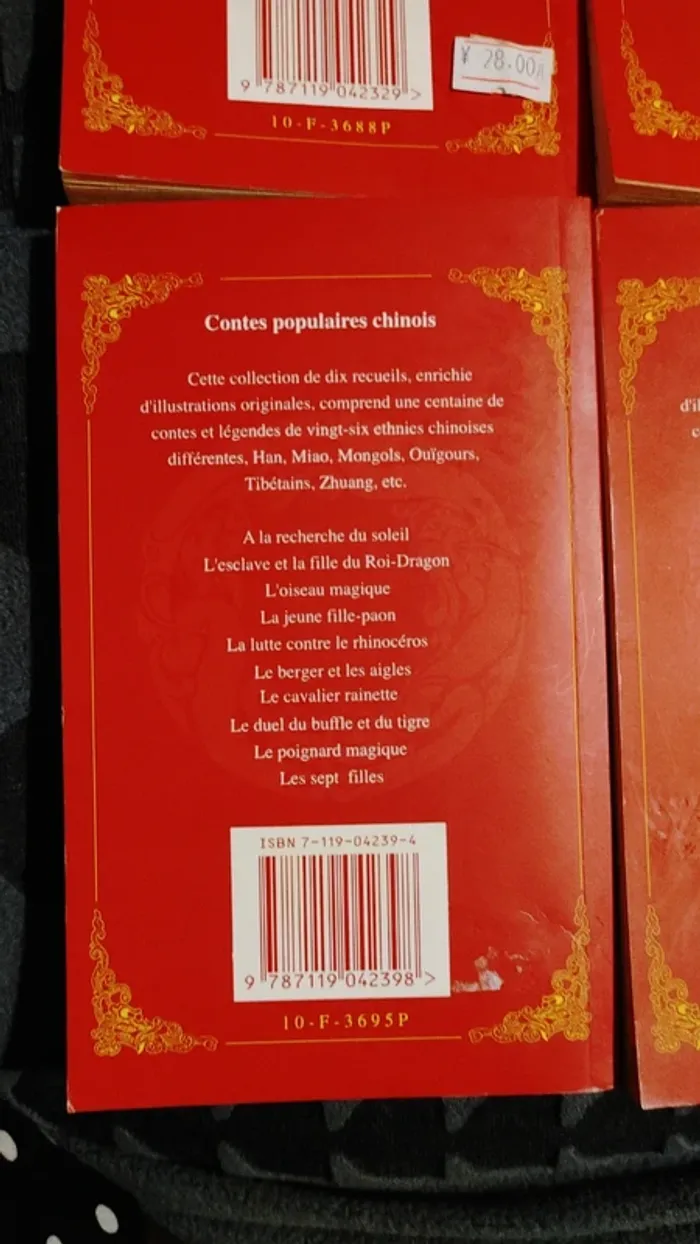 9 787119 042329 >
¥ 28.00
10-F-3688P
Contes populaires chinois
Cette collection de dix recueils, enrichie
d'illustrations originales, comprend une centaine de
contes et légendes de vingt-six ethnies chinoises
différentes, Han, Miao, Mongols, Ouïgours,
Tibétains, Zhuang, etc.
A la recherche du soleil
L'esclave et la fille du Roi-Dragon
L'oiseau magique
La jeune fille-paon
La lutte contre le rhinocéros
Le berger et les aigles
Le cavalier rainette
Le duel du buffle et du tigre
Le poignard magique
Les sept filles
ISBN 7-119-04239-4
9 787119 042398 >
10-F-3695P